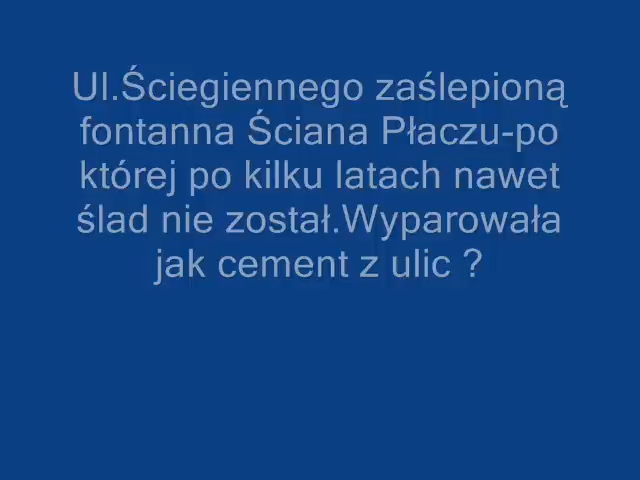 Ul.Ściegiennego zaślepioną
fontanna Ściana Płaczu-po
której po kilku latach nawet
ślad nie został.Wyparowała
jak cement z ulic ?